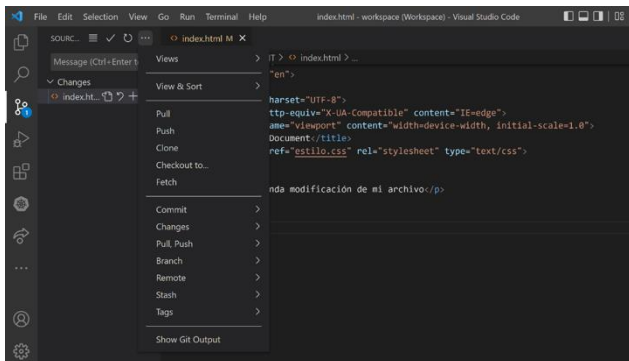 File Edit Selection View Go Run Terminal Help index.html - workspace (Workspace) - Visual Studio Code
SOURC... index.html M
Message (Ctrl+Enter t
Changes
index.ht...
1
Views
View & Sort
Pull
Push
Clone
Checkout to...
Fetch
Commit
Changes
Pull, Push
Branch
Remote
Stash
Tags
Show Git Output
IT > index.html > ...
"en">
harset="UTF-8">
ttp-equiv="X-UA-Compatible" content="IE=edge">
ame="viewport" content="width=device-width, initial-scale=1.0">
Document</title>
ref="estilo.css" rel="stylesheet" type="text/css">
nda modificación de mi archivo</p>